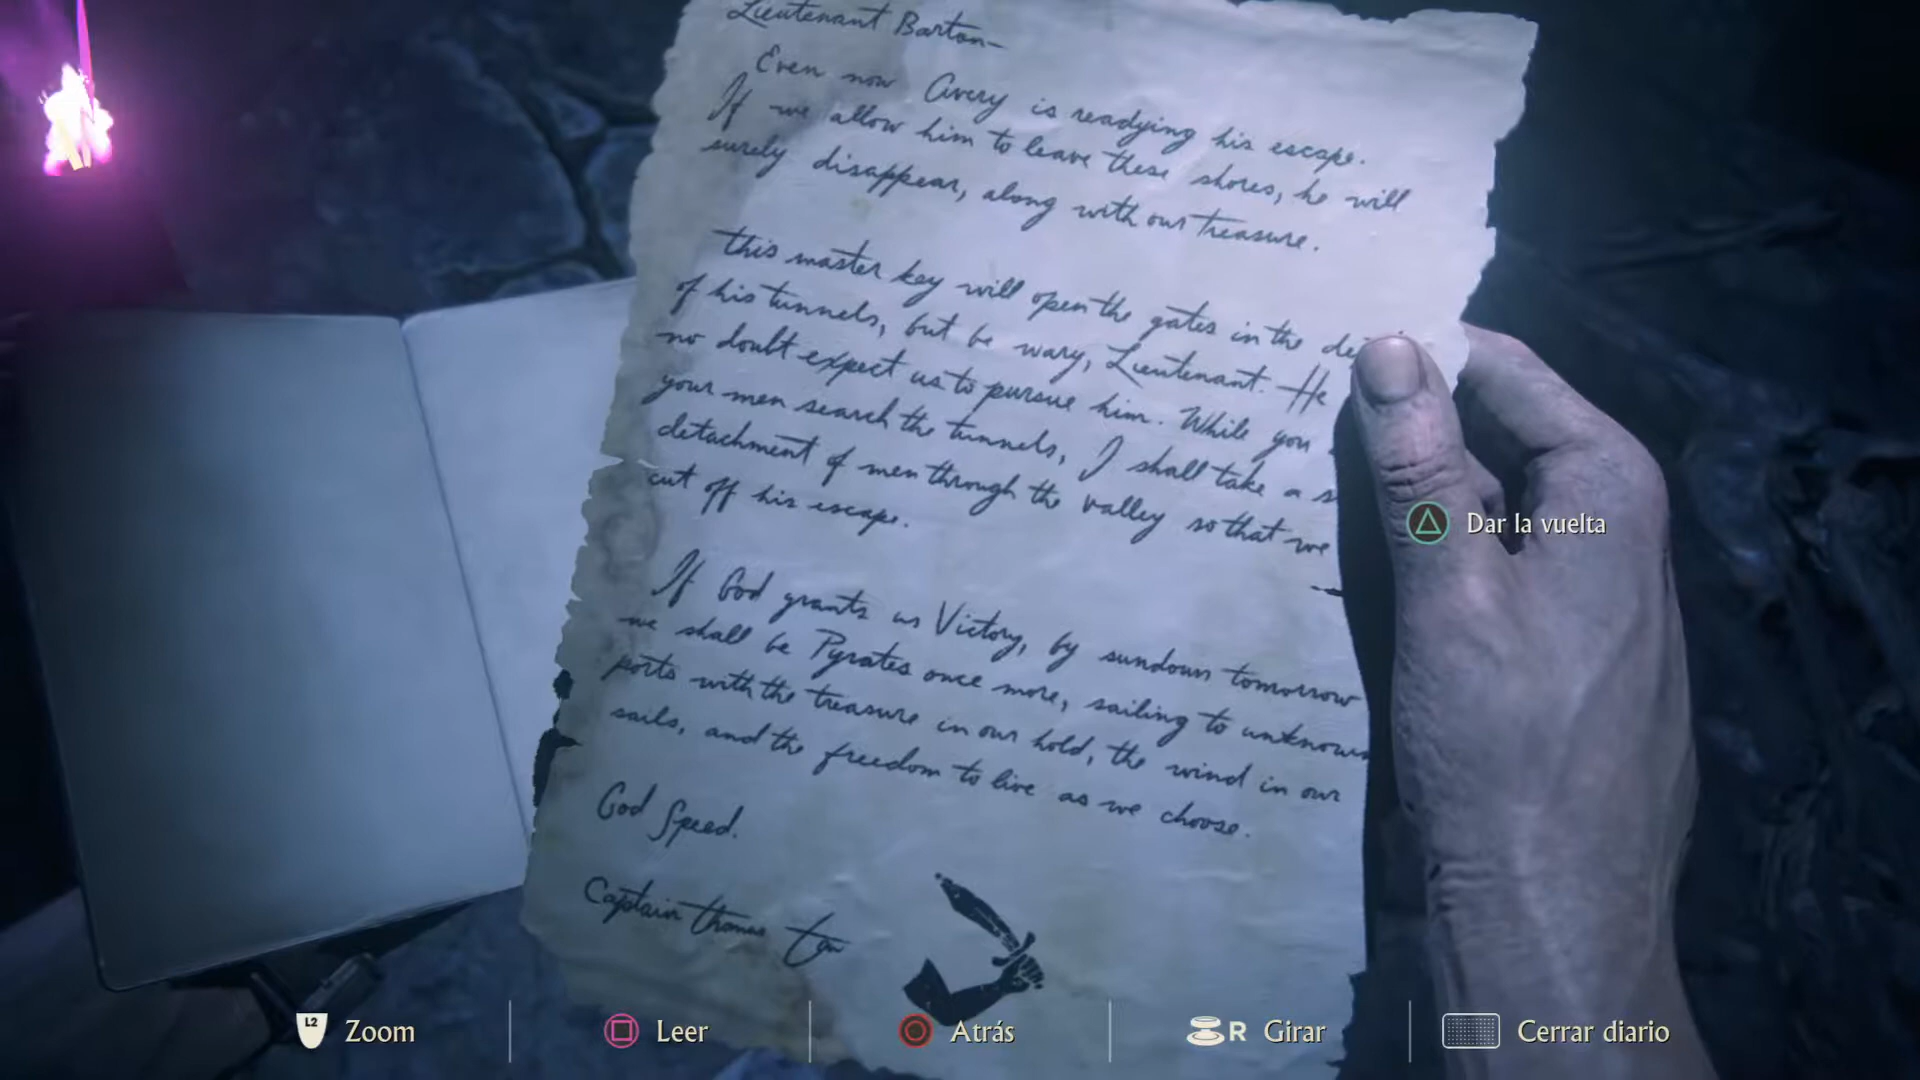 Lieutenant Barton—
Even now Avery is readying his escape.
If we allow him to leave these shores, he will
surely disappear, along with our treasure.
This master key will open the gates in the
of his tunnels, but be wary, Lieutenant. He
no doubt expect us to pursue him. While you
your men search the tunnels, I shall take a
detachment of men through the valley so that we
cut off his escape.
If God grants us Victory, by sundown tomorrow
we shall be Pyrates once more, sailing to unknown
ports with the treasure in our hold, the wind in our
sails, and the freedom to live as we choose.
God Speed.
Captain Thomas Tew
Dar la vuelta
L2 Zoom
Leer
Atrás
R Girar
Cerrar diario